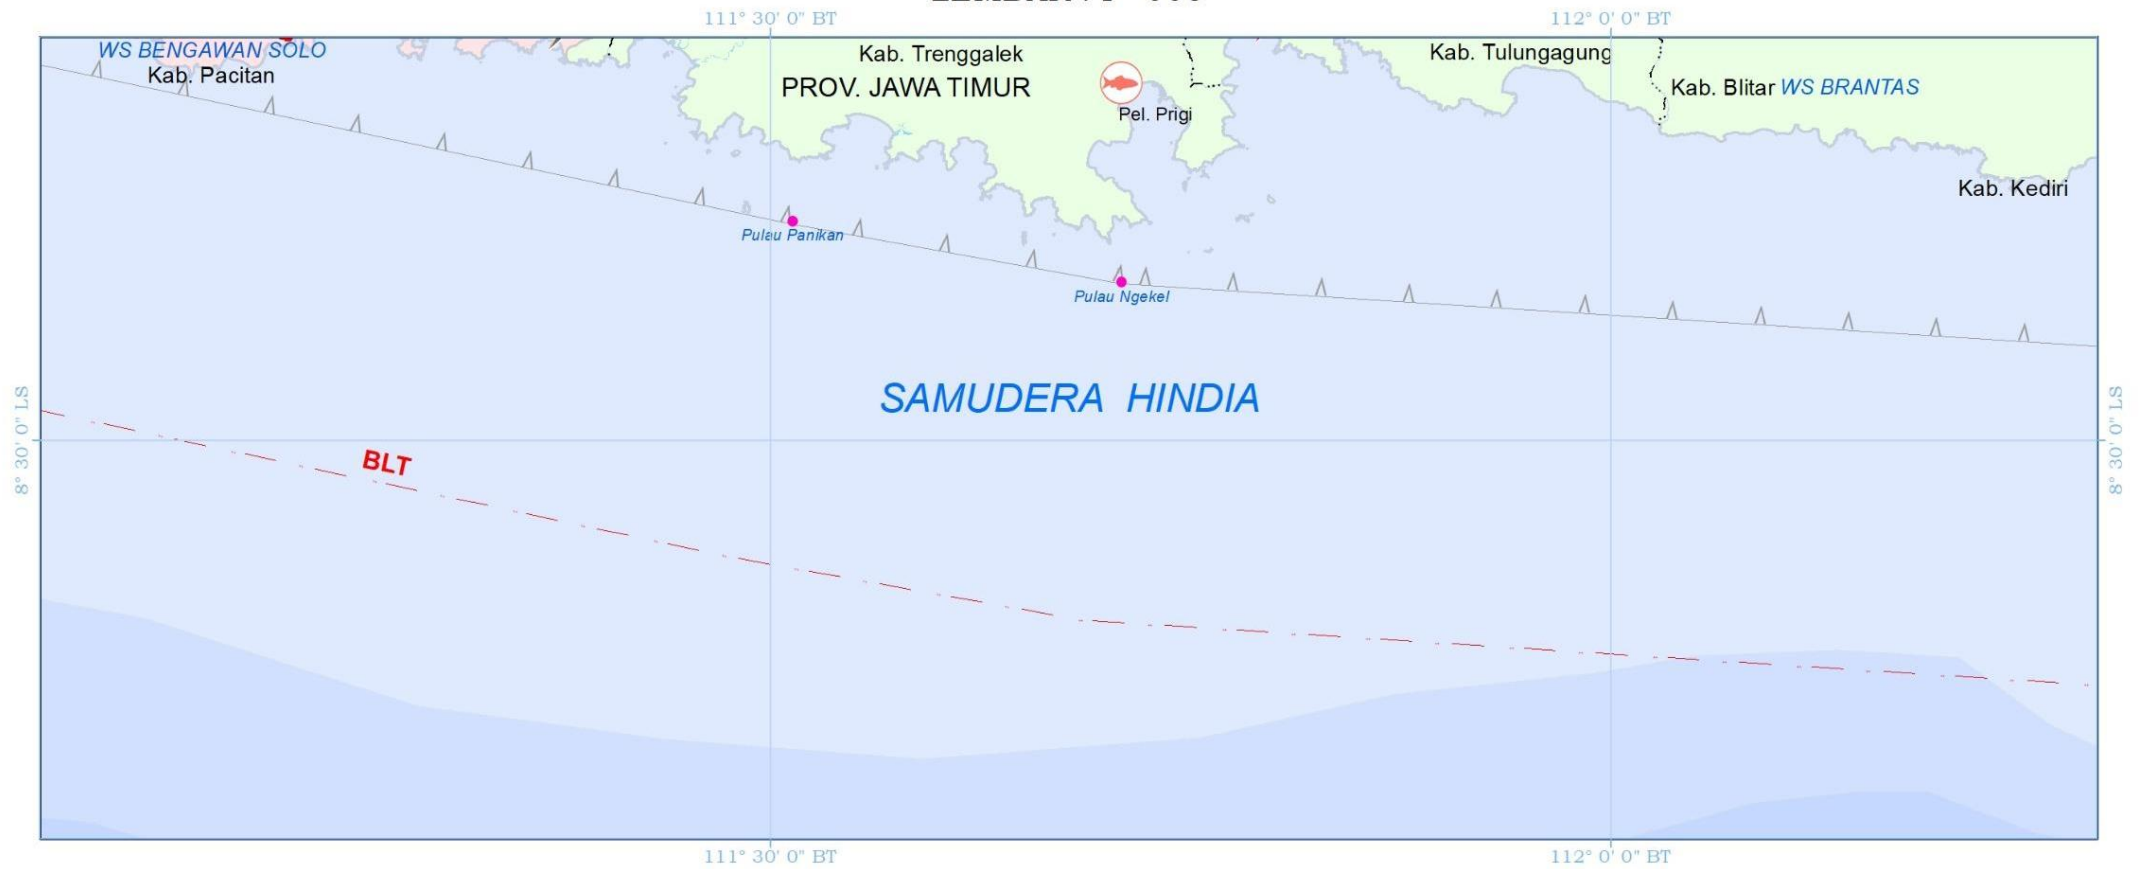 111° 30' 0" BT
112° 0' 0" BT
WS BENGAWAN SOLO
Kab. Pacitan
Kab. Trenggalek
PROV. JAWA TIMUR
Pel. Prigi
Kab. Tulungagung
Kab. Blitar WS BRANTAS
Kab. Kediri
Pulau Panikan
Pulau Ngekel
SAMUDERA HINDIA
8° 30' 0" LS
8° 30' 0" LS
BLT
111° 30' 0" BT
112° 0' 0" BT